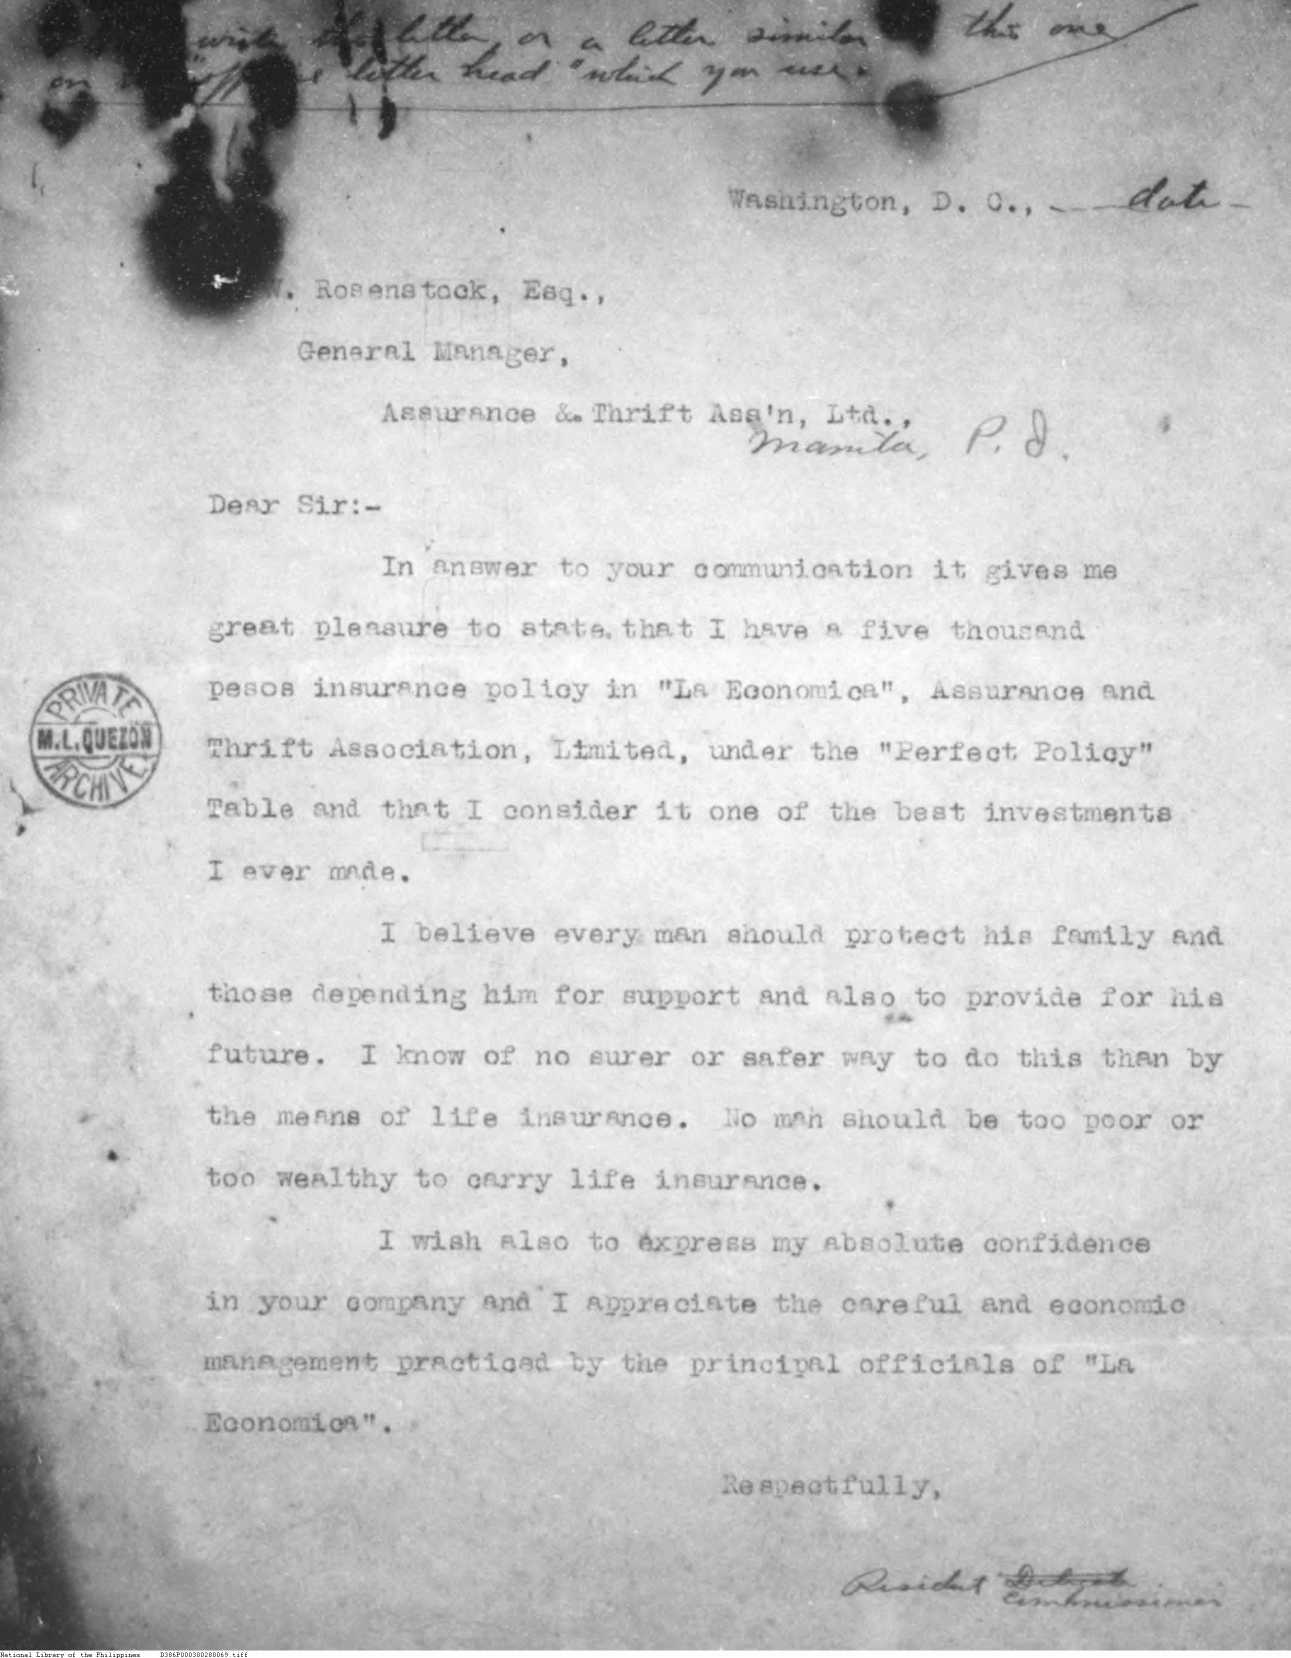 write this letter, or a letter similar this one
on letter head" which you use.
Washington, D. C., - date -
W. Rosenstock, Esq.,
General Manager,
Assurance & Thrift Ass'n, Ltd.,
Manila, P. I.
Dear Sir:-
In answer to your communication it gives me
great pleasure to state that I have a five thousand
pesos insurance policy in "La Economica", Assurance and
PRIVATE
M.L. QUEZON
ARCHIVE
Thrift Association, Limited, under the "Perfect Policy"
Table and that I consider it one of the best investments
I ever made.
I believe every man should protect his family and
those depending him for support and also to provide for his
future. I know of no surer or safer way to do this than by
the means of life insurance. No man should be too poor or
too wealthy to carry life insurance.
I wish also to express my absolute confidence
in your company and I appreciate the careful and economic
management practiced by the principal officials of "La
Economica".
Respectfully,
Resident Delegate
Commissioner
National Library of the Philippines D386P000300280069.tiff